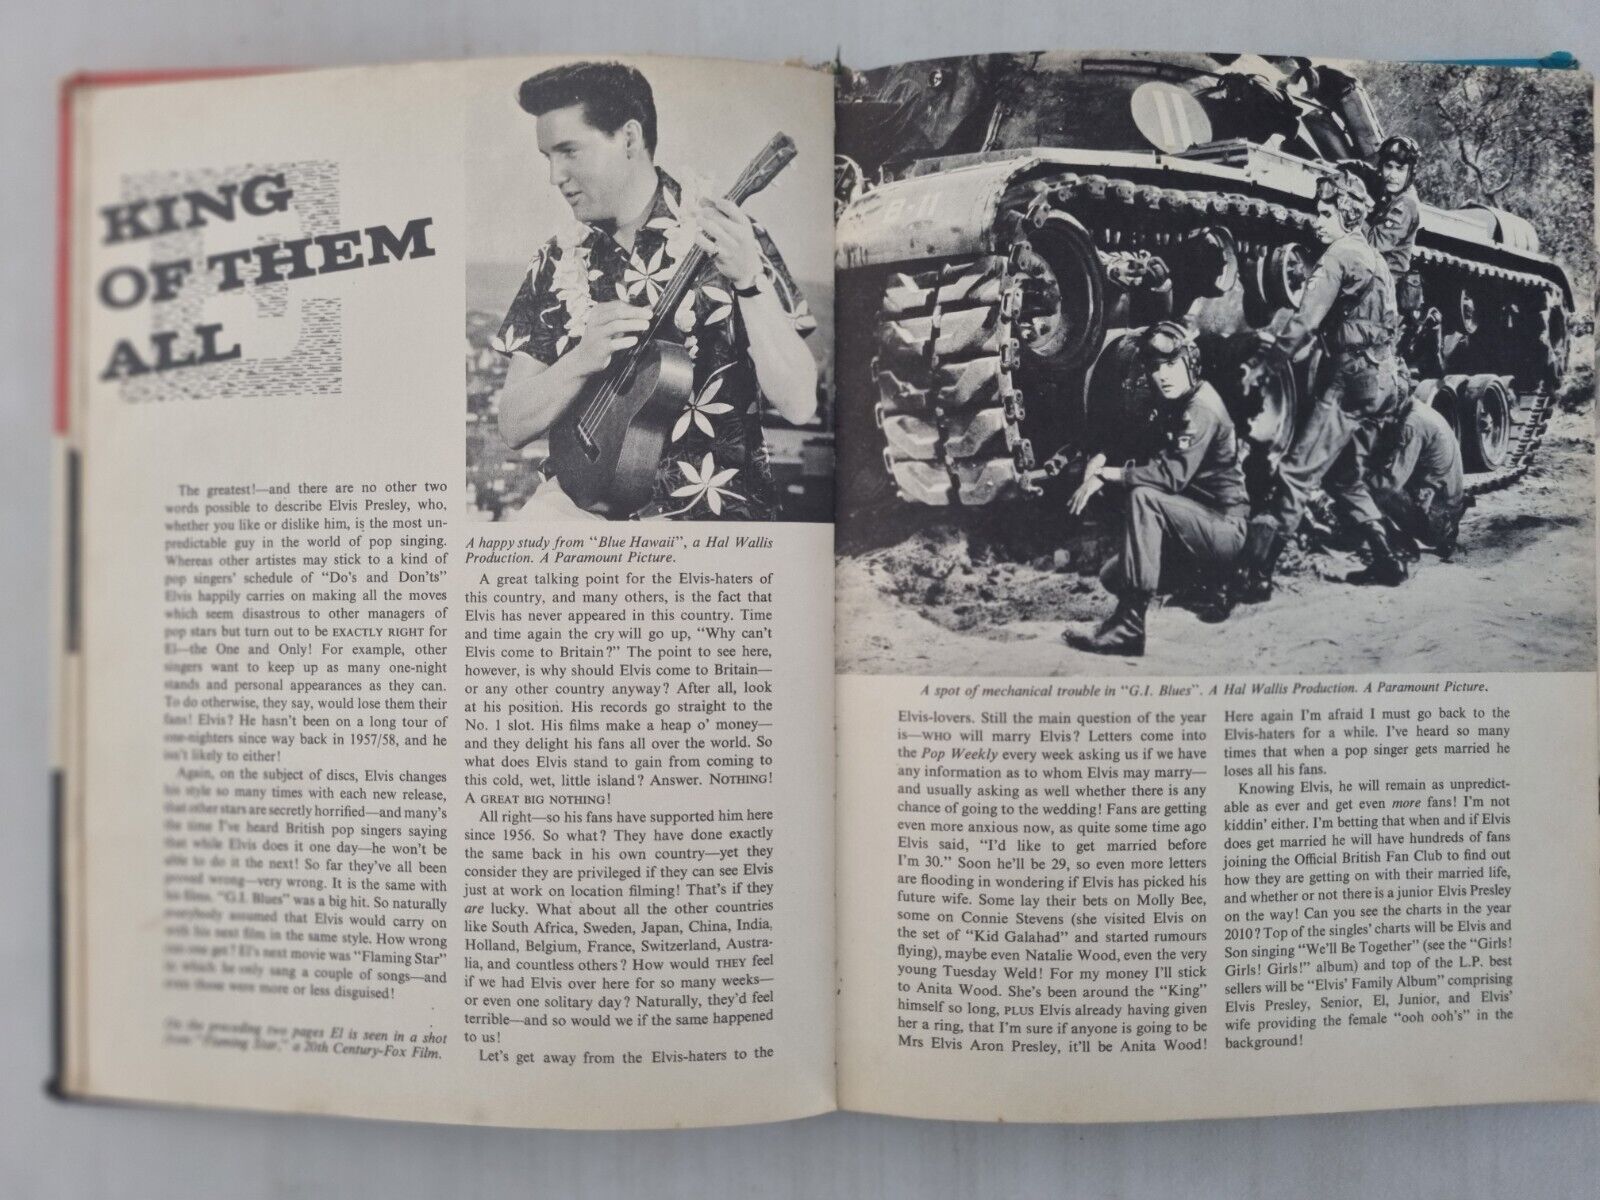 KING
OF THEM
ALL
The greatest!—and there are no other two
words possible to describe Elvis Presley, who,
whether you like or dislike him, is the most un-
predictable guy in the world of pop singing.
Whereas other artistes may stick to a kind of
pop singers' schedule of "Do's and Don'ts"
Elvis happily carries on making all the moves
which seem disastrous to other managers of
pop stars but turn out to be EXACTLY RIGHT for
El—the One and Only! For example, other
singers want to keep up as many one-night
stands and personal appearances as they can.
To do otherwise, they say, would lose them their
fans! Elvis? He hasn't been on a long tour of
one-nighters since way back in 1957/58, and he
isn't likely to either!
Again, on the subject of discs, Elvis changes
his style so many times with each new release,
that other stars are secretly horrified—and many's
the time I've heard British pop singers saying
that while Elvis does it one day—he won't be
able to do it the next! So far they've all been
proved wrong—very wrong. It is the same with
his films. "G.I. Blues" was a big hit. So naturally
everybody assumed that Elvis would carry on
with his next film in the same style. How wrong
can one get? El's next movie was "Flaming Star"
in which he only sang a couple of songs—and
even those were more or less disguised!
On the preceding two pages El is seen in a shot
from "Flaming Star," a 20th Century-Fox Film.
A happy study from "Blue Hawaii", a Hal Wallis
Production. A Paramount Picture.
A great talking point for the Elvis-haters of
this country, and many others, is the fact that
Elvis has never appeared in this country. Time
and time again the cry will go up, "Why can't
Elvis come to Britain?" The point to see here,
however, is why should Elvis come to Britain—
or any other country anyway? After all, look
at his position. His records go straight to the
No. 1 slot. His films make a heap o' money—
and they delight his fans all over the world. So
what does Elvis stand to gain from coming to
this cold, wet, little island? Answer. NOTHING!
A GREAT BIG NOTHING!
All right—so his fans have supported him here
since 1956. So what? They have done exactly
the same back in his own country—yet they
consider they are privileged if they can see Elvis
just at work on location filming! That's if they
are lucky. What about all the other countries
like South Africa, Sweden, Japan, China, India,
Holland, Belgium, France, Switzerland, Austra-
lia, and countless others? How would THEY feel
if we had Elvis over here for so many weeks—
or even one solitary day? Naturally, they'd feel
terrible—and so would we if the same happened
to us!
Let's get away from the Elvis-haters to the
B-11
A spot of mechanical trouble in "G.I. Blues". A Hal Wallis Production. A Paramount Picture.
Elvis-lovers. Still the main question of the year
is—WHO will marry Elvis? Letters come into
the Pop Weekly every week asking us if we have
any information as to whom Elvis may marry—
and usually asking as well whether there is any
chance of going to the wedding! Fans are getting
even more anxious now, as quite some time ago
Elvis said, "I'd like to get married before
I'm 30." Soon he'll be 29, so even more letters
are flooding in wondering if Elvis has picked his
future wife. Some lay their bets on Molly Bee,
some on Connie Stevens (she visited Elvis on
the set of "Kid Galahad" and started rumours
flying), maybe even Natalie Wood, even the very
young Tuesday Weld! For my money I'll stick
to Anita Wood. She's been around the "King"
himself so long, PLUS Elvis already having given
her a ring, that I'm sure if anyone is going to be
Mrs Elvis Aron Presley, it'll be Anita Wood!
Here again I'm afraid I must go back to the
Elvis-haters for a while. I've heard so many
times that when a pop singer gets married he
loses all his fans.
Knowing Elvis, he will remain as unpredict-
able as ever and get even more fans! I'm not
kiddin' either. I'm betting that when and if Elvis
does get married he will have hundreds of fans
joining the Official British Fan Club to find out
how they are getting on with their married life,
and whether or not there is a junior Elvis Presley
on the way! Can you see the charts in the year
2010? Top of the singles' charts will be Elvis and
Son singing "We'll Be Together" (see the "Girls!
Girls! Girls!" album) and top of the L.P. best
sellers will be "Elvis' Family Album" comprising
Elvis Presley, Senior, El, Junior, and Elvis'
wife providing the female "ooh ooh's" in the
background!